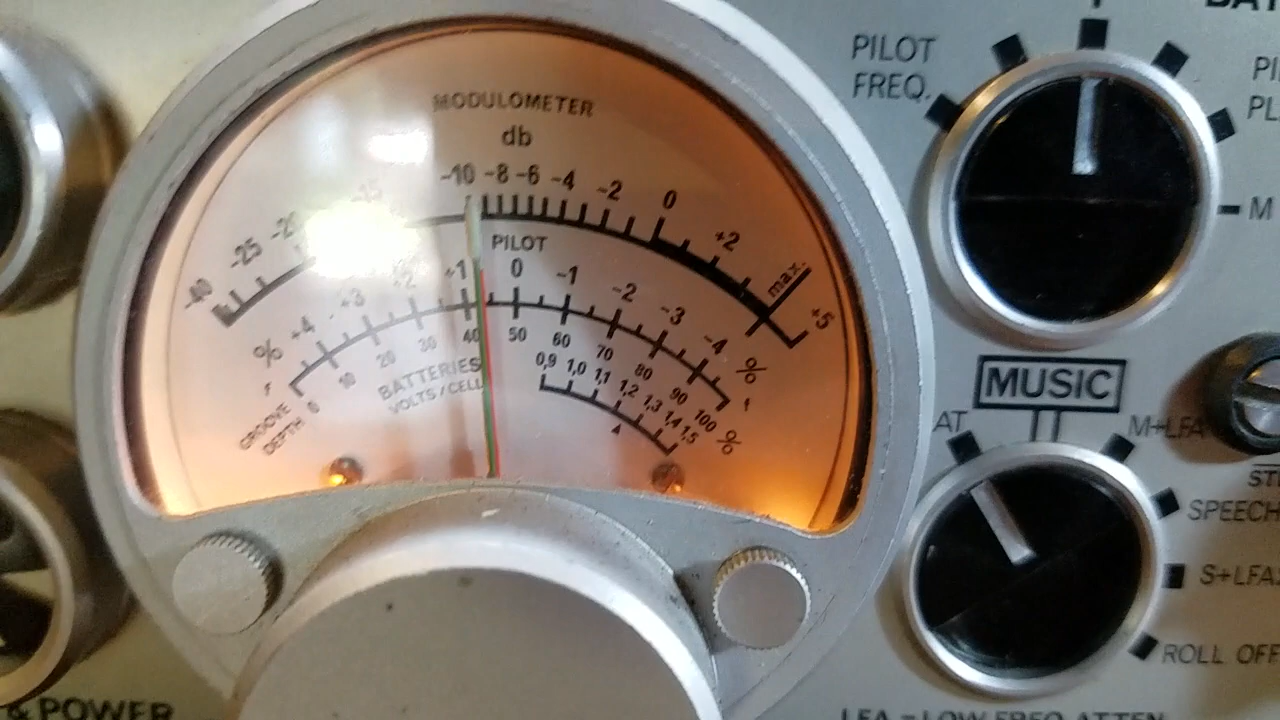 MODULOMETER
db
-40 -25 -20 -15 -10 -8 -6 -4 -2 0 +2 max. +5
PILOT
% +4 +3 +2 +1 0 -1 -2 -3 -4 %
f 0 10 20 30 40 50 60 70 80 90 100 f
GROOVE
DEPTH
BATTERIES
VOLTS/CELL
0,9 1,0 1,1 1,2 1,3 1,4 1,5 %
PILOT
FREQ.
M
MUSIC
M+LFA
SPEECH
ROLL OFF
& POWER
LFA = LOW FREQ. ATTEN